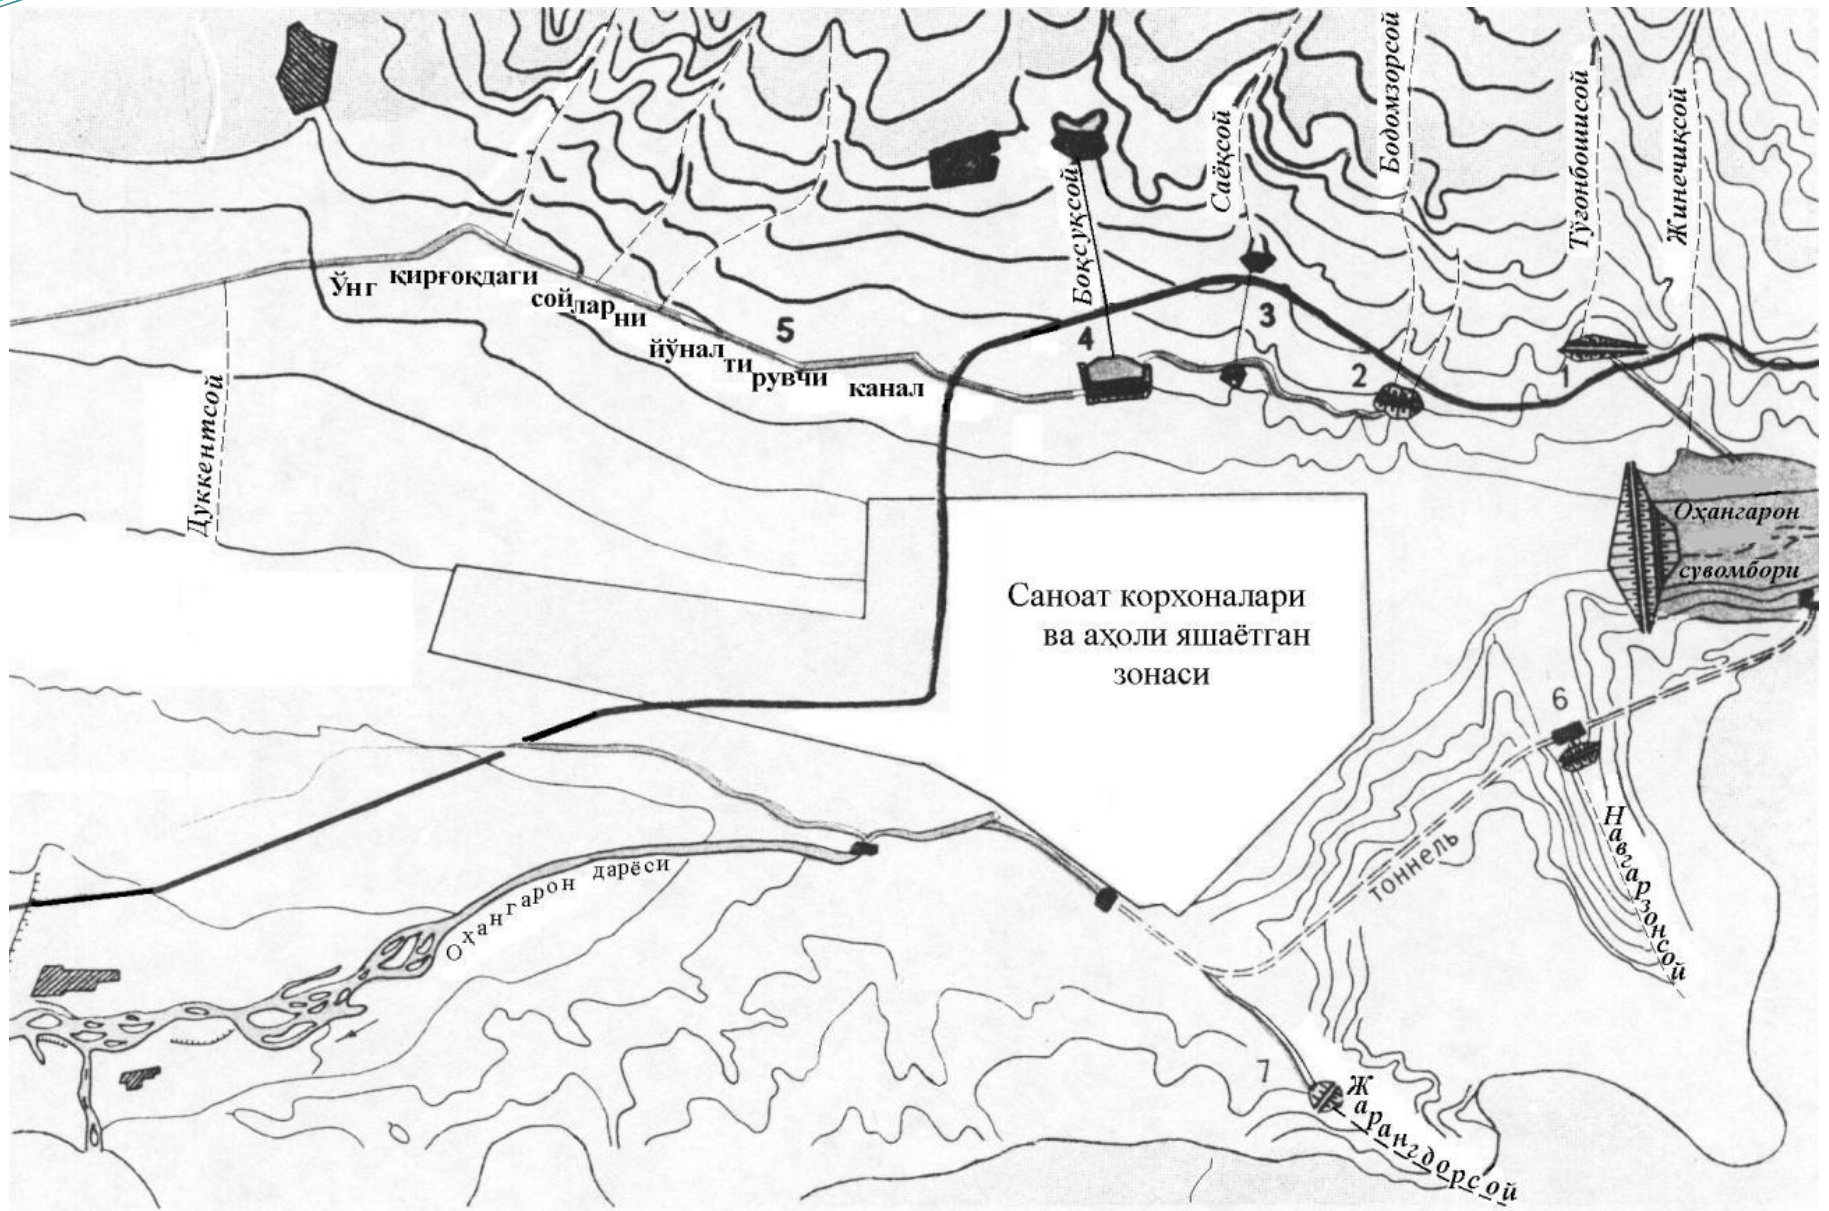 Бодомзорсой
Тўғонбошисой
Жинечиқсой
Саёқсой
Боқсуқсой
Ўнг қирғоқдаги
сойларни
йўналтирувчи канал
5
4
3
2
1
Дуккентсой
Оҳангарон
сувомбори
Саноат корхоналари
ва аҳоли яшаётган
зонаси
6
Навгарзонсой
тоннель
Оҳангарон дарёси
7
Жарангдорсой